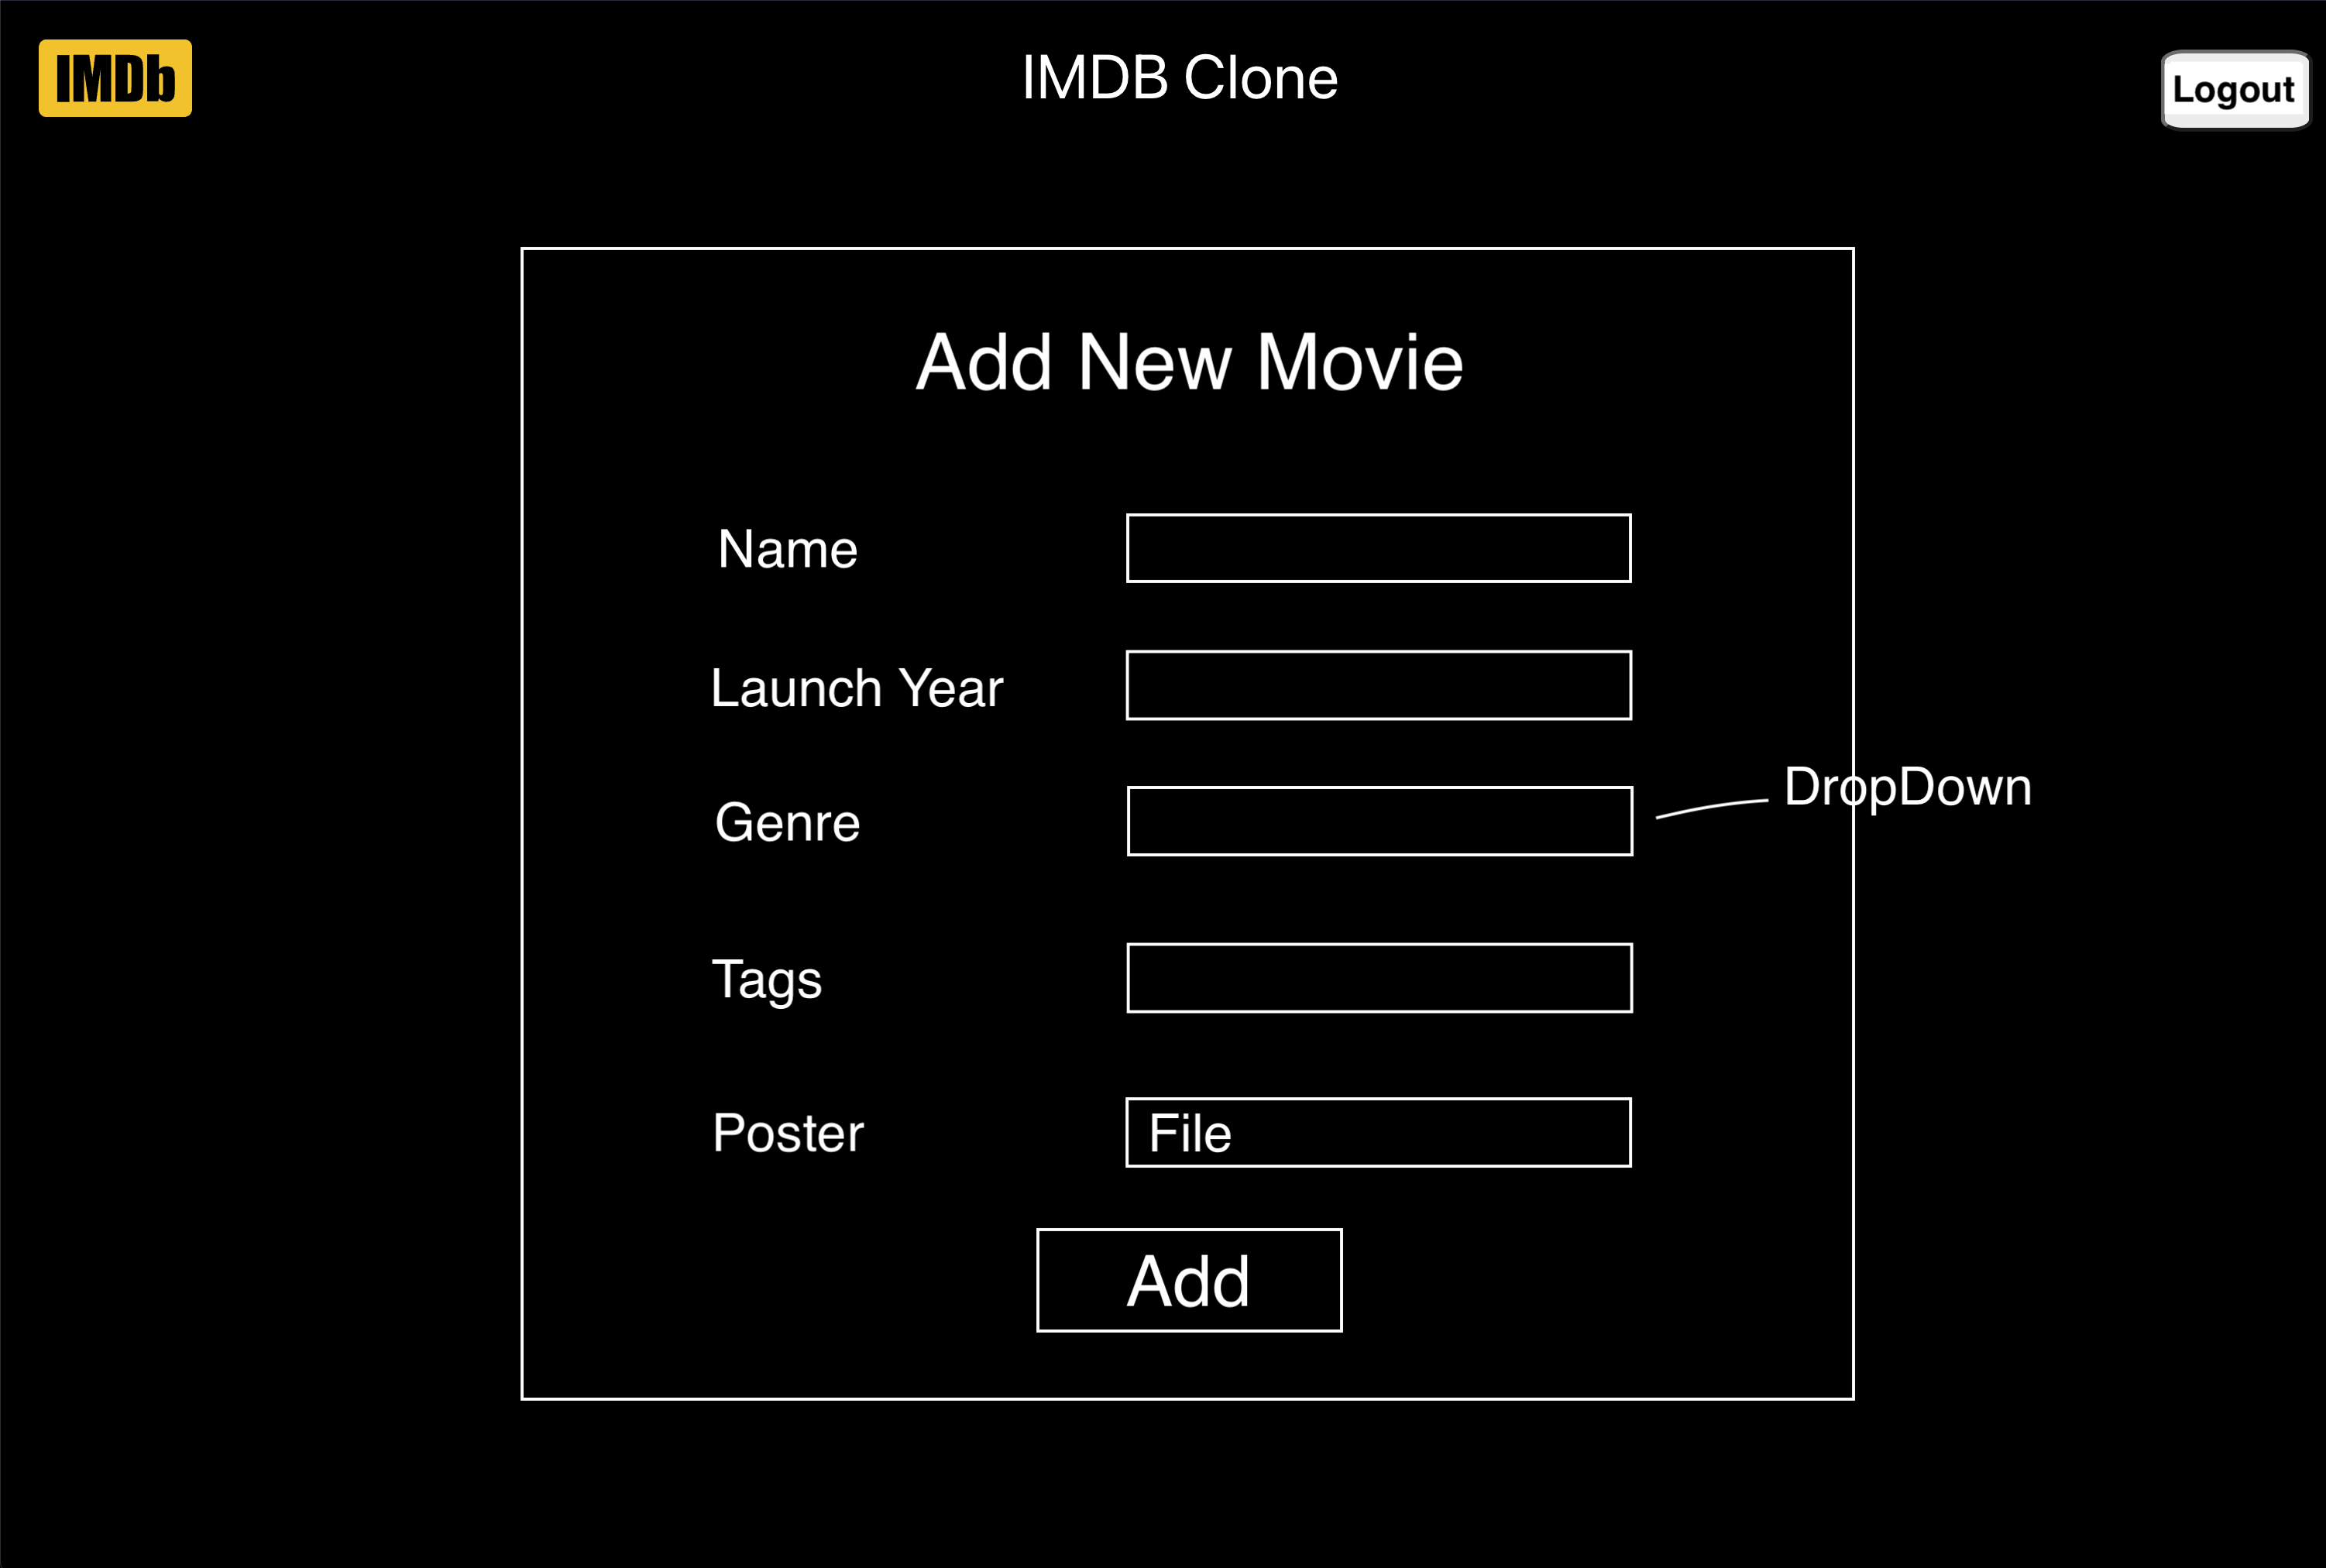 IMDb
IMDB Clone
Logout
Add New Movie
Name
Launch Year
Genre
DropDown
Tags
Poster
File
Add